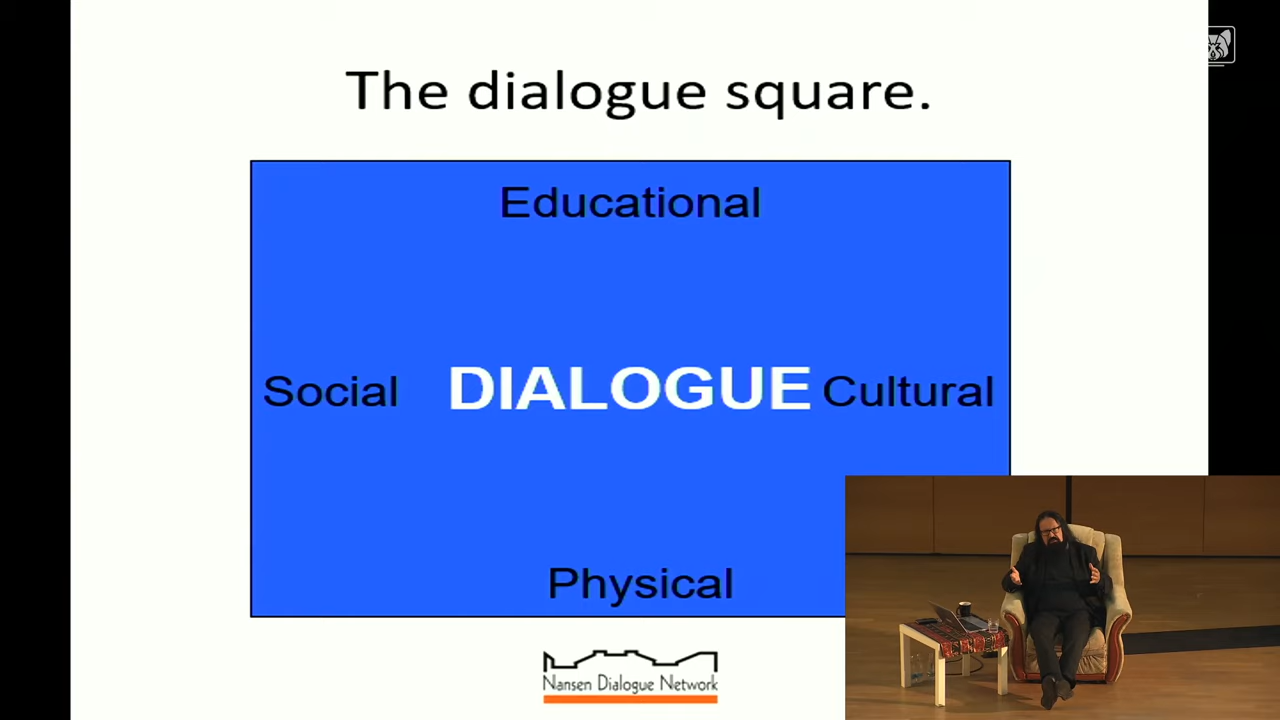 The dialogue square.
Educational
Social DIALOGUE Cultural
Physical
Nansen Dialogue Network